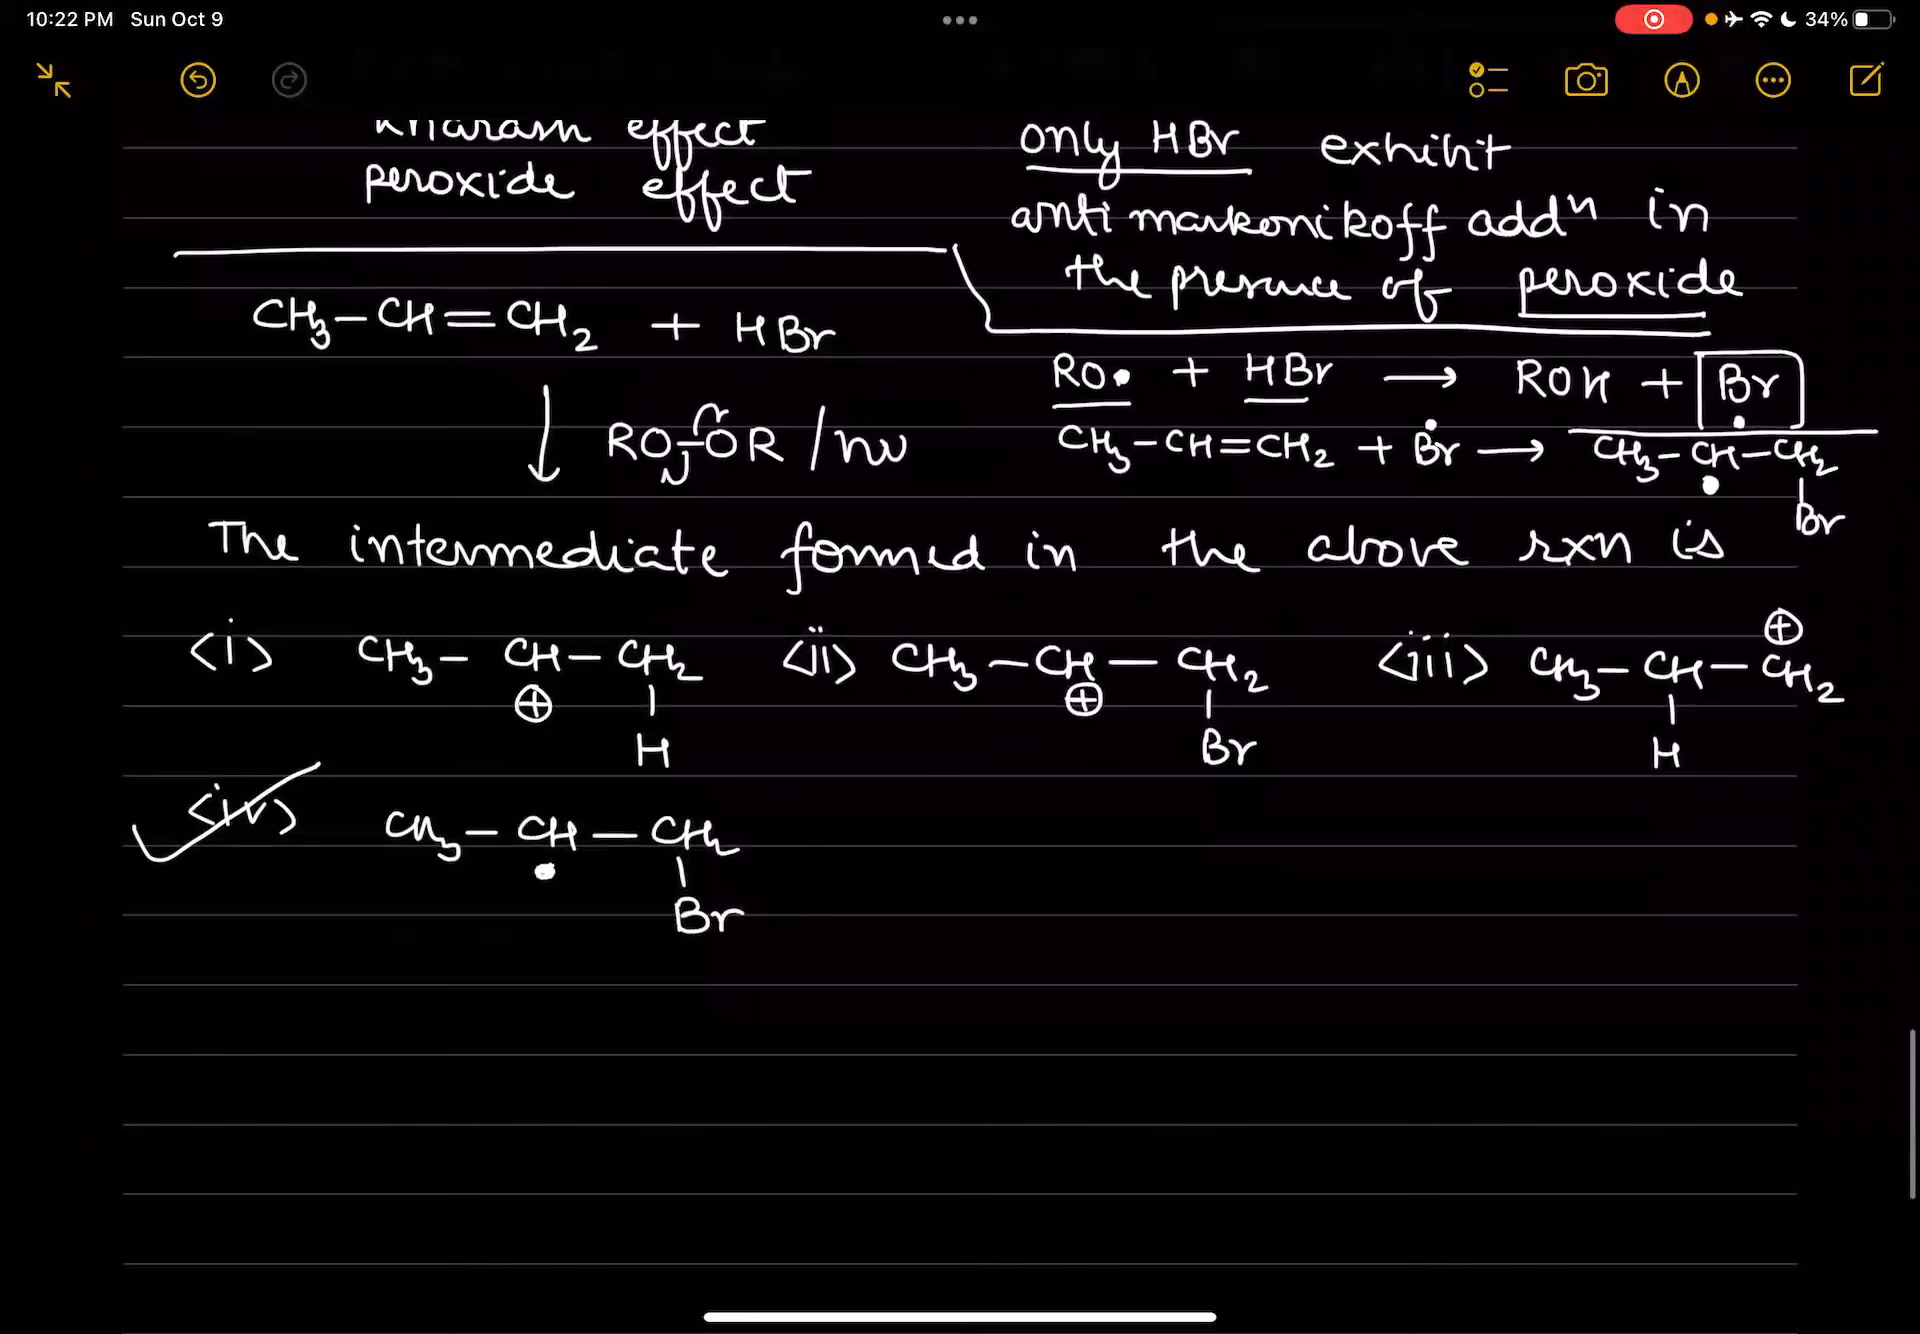 10:22 PM Sun Oct 9
34%
effect
peroxide effect
only HBr exhibit
anti markonikoff addⁿ in
the presence of peroxide
CH₃-CH=CH₂ + HBr
RO• + HBr → ROH + Br•
RO-OR / hν
CH₃-CH=CH₂ + Br• → CH₃-CH•-CH₂
Br
The intermediate formed in the above rxn is
<i> CH₃-CH-CH₂ <ii> CH₃-CH-CH₂ <iii> CH₃-CH-CH₂
⊕ H ⊕ Br H ⊕
<iv> CH₃-CH-CH₂
• Br